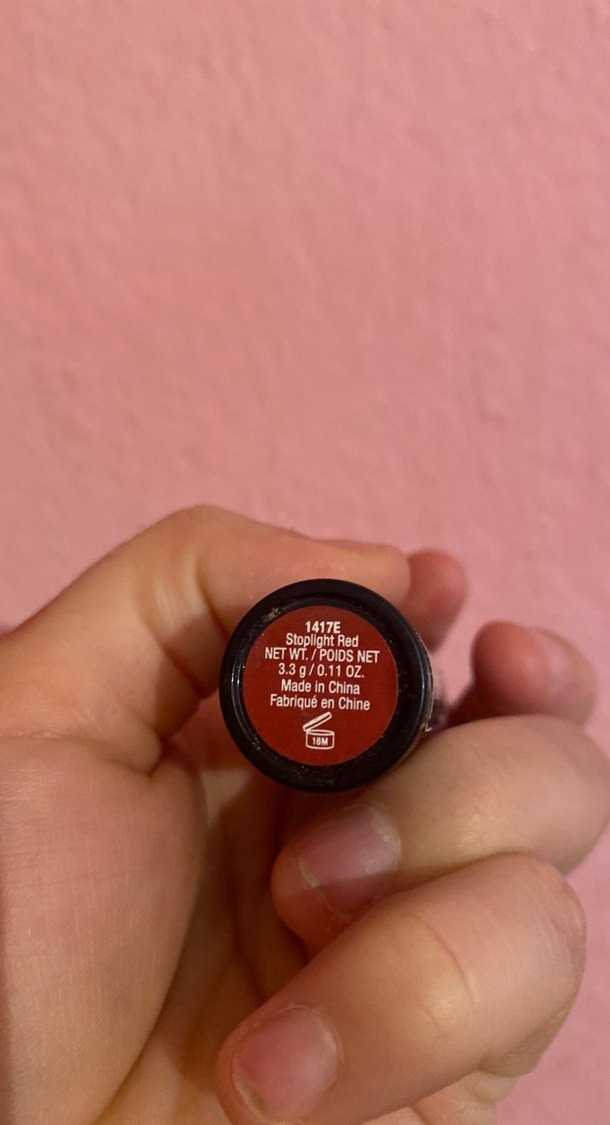 1417E
Stoplight Red
NET WT. / POIDS NET
3.3 g / 0.11 OZ.
Made in China
Fabriqué en Chine
18M